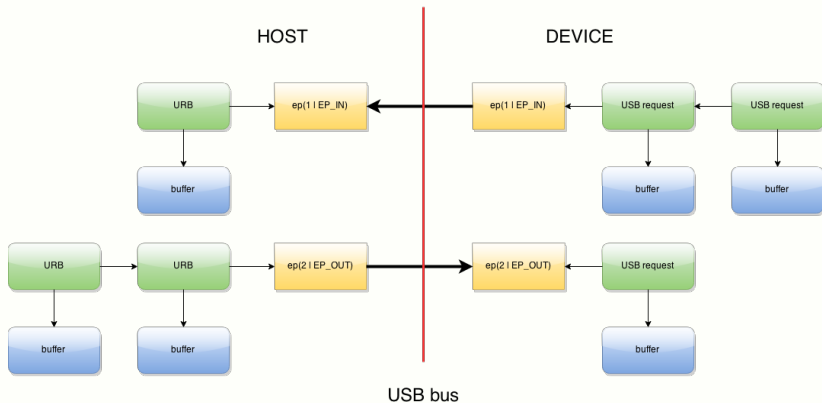 HOST
DEVICE
URB
ep(1 | EP_IN)
ep(1 | EP_IN)
USB request
USB request
buffer
buffer
buffer
URB
URB
ep(2 | EP_OUT)
ep(2 | EP_OUT)
USB request
buffer
buffer
buffer
USB bus